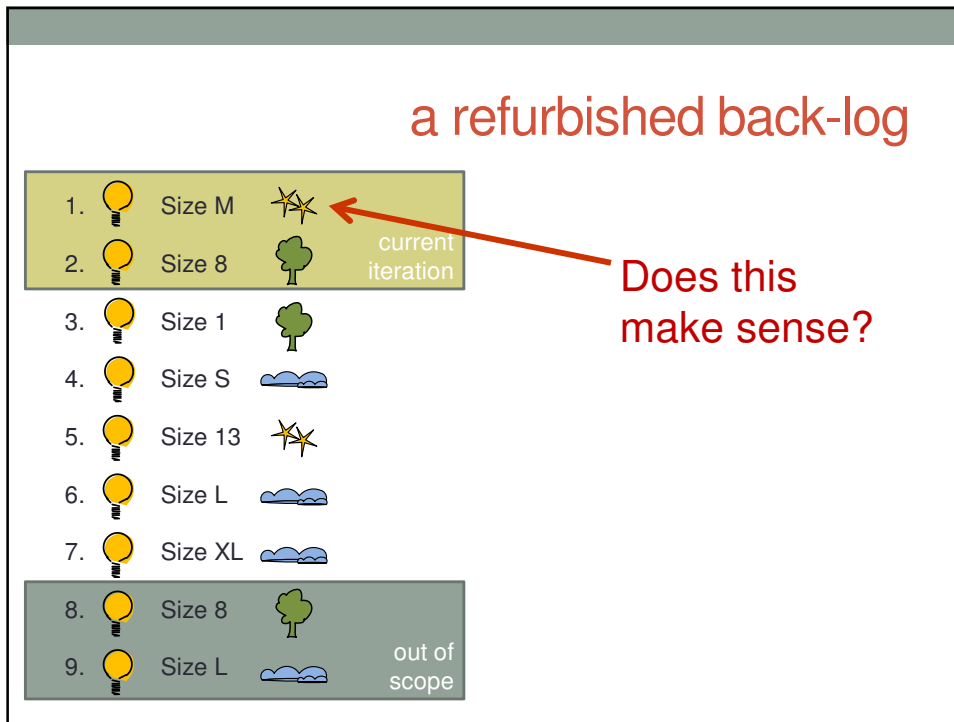 a refurbished back-log
1. Size M
current
2. Size 8
iteration
Does this
make sense?
3. Size 1
4. Size S
5. Size 13
6. Size L
7. Size XL
8. Size 8
9. Size L
out of
scope